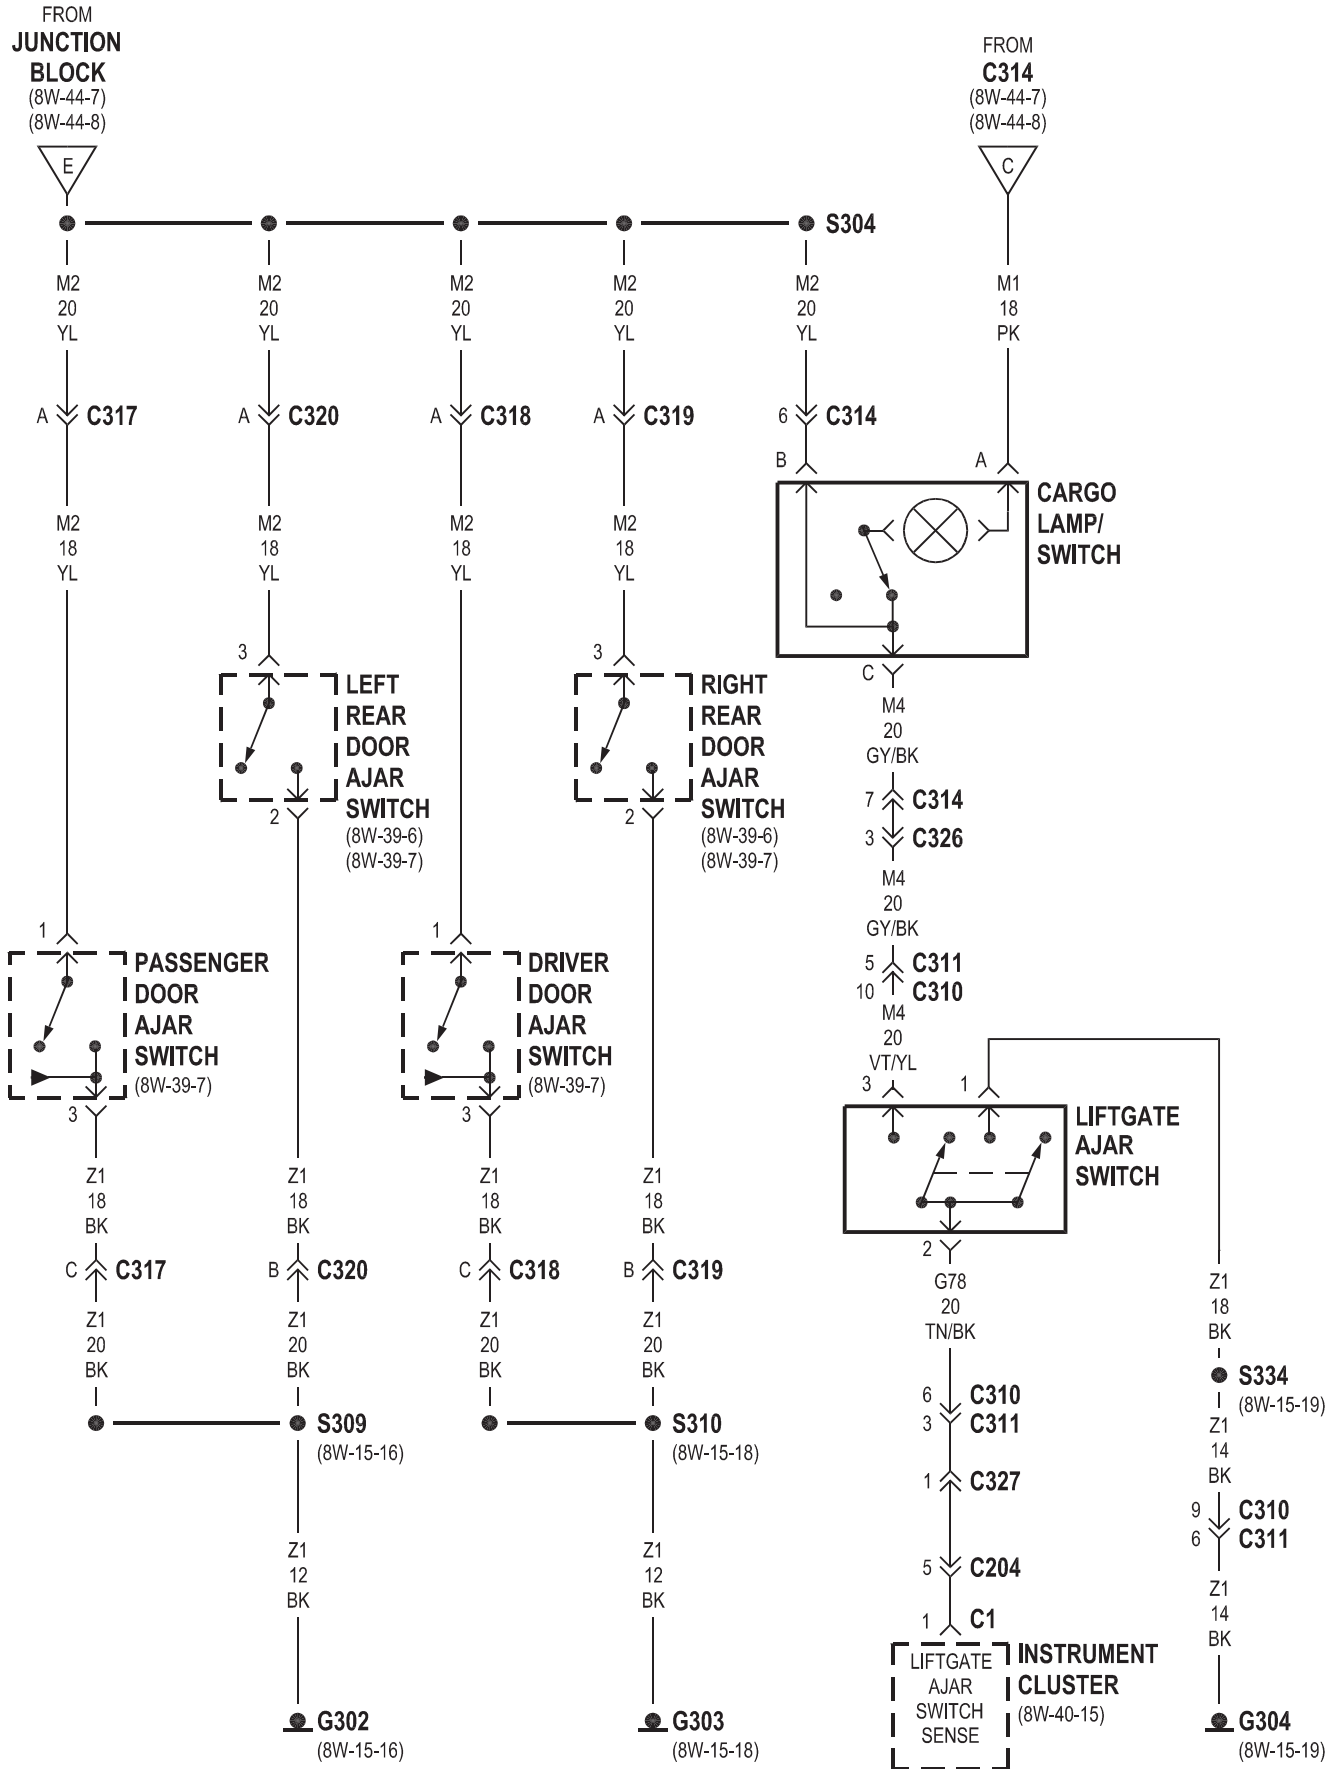 FROM
JUNCTION
BLOCK
(8W-44-7)
(8W-44-8)
E
FROM
C314
(8W-44-7)
(8W-44-8)
C
S304
M2
20
YL
M2
20
YL
M2
20
YL
M2
20
YL
M2
20
YL
M1
18
PK
A
C317
A
C320
A
C318
A
C319
6
C314
B
A
CARGO
LAMP/
SWITCH
M2
18
YL
M2
18
YL
M2
18
YL
M2
18
YL
3
LEFT
REAR
DOOR
AJAR
SWITCH
(8W-39-6)
(8W-39-7)
2
3
RIGHT
REAR
DOOR
AJAR
SWITCH
(8W-39-6)
(8W-39-7)
2
C
M4
20
GY/BK
7
C314
3
C326
M4
20
GY/BK
5
C311
10
C310
M4
20
VT/YL
3
1
1
PASSENGER
DOOR
AJAR
SWITCH
(8W-39-7)
3
1
DRIVER
DOOR
AJAR
SWITCH
(8W-39-7)
3
LIFTGATE
AJAR
SWITCH
2
Z1
18
BK
Z1
18
BK
Z1
18
BK
Z1
18
BK
C
C317
B
C320
C
C318
B
C319
Z1
20
BK
Z1
20
BK
Z1
20
BK
Z1
20
BK
S309
(8W-15-16)
S310
(8W-15-18)
G78
20
TN/BK
6
C310
3
C311
1
C327
5
C204
1
C1
Z1
18
BK
S334
(8W-15-19)
Z1
14
BK
9
C310
6
C311
Z1
14
BK
Z1
12
BK
Z1
12
BK
G302
(8W-15-16)
G303
(8W-15-18)
LIFTGATE
AJAR
SWITCH
SENSE
INSTRUMENT
CLUSTER
(8W-40-15)
G304
(8W-15-19)